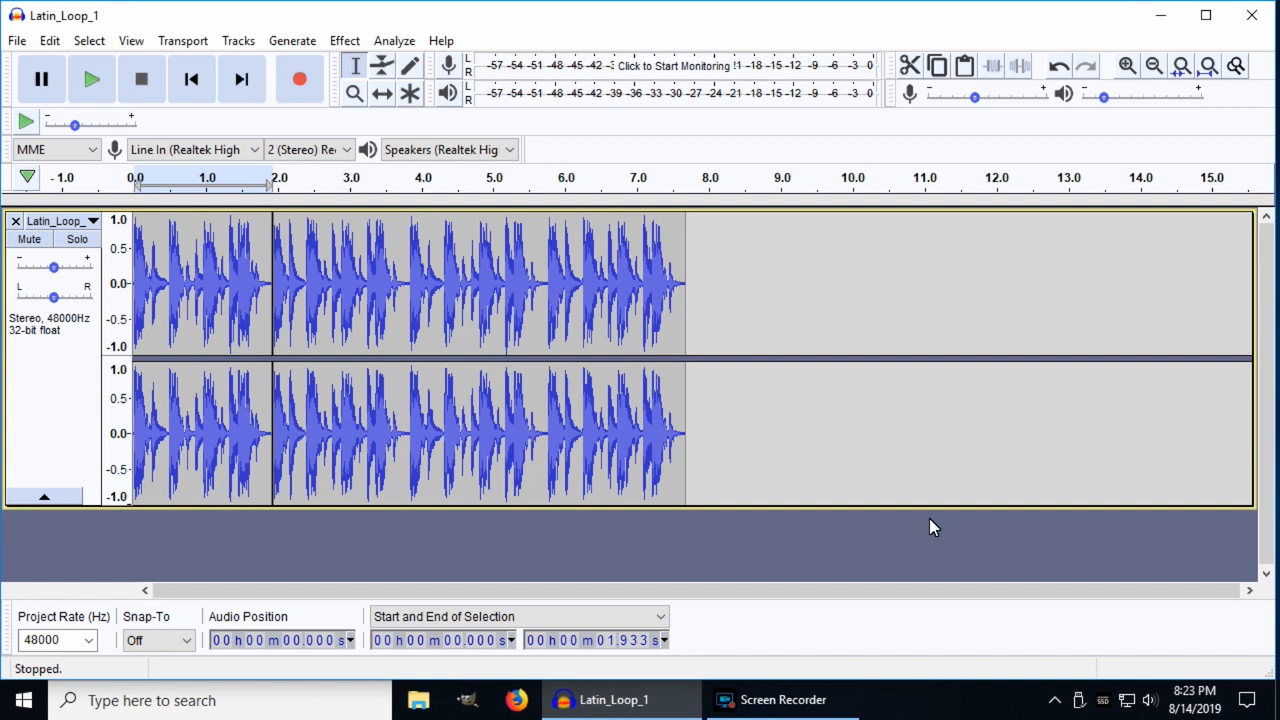 Latin_Loop_1
File Edit Select View Transport Tracks Generate Effect Analyze Help
L -57 -54 -51 -48 -45 -42 Click to Start Monitoring !1 -18 -15 -12 -9 -6 -3 0
R
L -57 -54 -51 -48 -45 -42 -39 -36 -33 -30 -27 -24 -21 -18 -15 -12 -9 -6 -3 0
R
MME Line In (Realtek High 2 (Stereo) Re Speakers (Realtek Hig
- 1.0 0.0 1.0 2.0 3.0 4.0 5.0 6.0 7.0 8.0 9.0 10.0 11.0 12.0 13.0 14.0 15.0
X Latin_Loop_
Mute Solo
- +
L R
Stereo, 48000Hz
32-bit float
1.0
0.5
0.0
-0.5
-1.0
1.0
0.5
0.0
-0.5
-1.0
Project Rate (Hz) Snap-To Audio Position Start and End of Selection
48000 Off 00 h 00 m 00.000 s 00 h 00 m 00.000 s 00 h 00 m 01.933 s
Stopped.
Type here to search Latin_Loop_1 Screen Recorder SSD 8:23 PM
8/14/2019